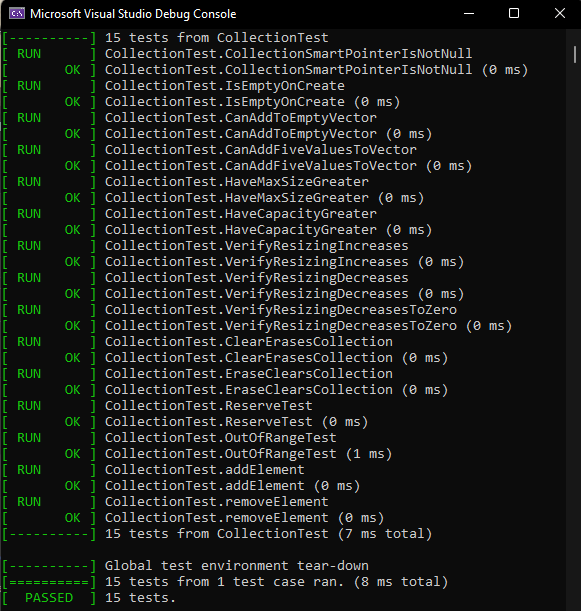 Microsoft Visual Studio Debug Console
[----------] 15 tests from CollectionTest
[ RUN      ] CollectionTest.CollectionSmartPointerIsNotNull
[       OK ] CollectionTest.CollectionSmartPointerIsNotNull (0 ms)
[ RUN      ] CollectionTest.IsEmptyOnCreate
[       OK ] CollectionTest.IsEmptyOnCreate (0 ms)
[ RUN      ] CollectionTest.CanAddToEmptyVector
[       OK ] CollectionTest.CanAddToEmptyVector (0 ms)
[ RUN      ] CollectionTest.CanAddFiveValuesToVector
[       OK ] CollectionTest.CanAddFiveValuesToVector (0 ms)
[ RUN      ] CollectionTest.HaveMaxSizeGreater
[       OK ] CollectionTest.HaveMaxSizeGreater (0 ms)
[ RUN      ] CollectionTest.HaveCapacityGreater
[       OK ] CollectionTest.HaveCapacityGreater (0 ms)
[ RUN      ] CollectionTest.VerifyResizingIncreases
[       OK ] CollectionTest.VerifyResizingIncreases (0 ms)
[ RUN      ] CollectionTest.VerifyResizingDecreases
[       OK ] CollectionTest.VerifyResizingDecreases (0 ms)
[ RUN      ] CollectionTest.VerifyResizingDecreasesToZero
[       OK ] CollectionTest.VerifyResizingDecreasesToZero (0 ms)
[ RUN      ] CollectionTest.ClearErasesCollection
[       OK ] CollectionTest.ClearErasesCollection (0 ms)
[ RUN      ] CollectionTest.EraseClearsCollection
[       OK ] CollectionTest.EraseClearsCollection (0 ms)
[ RUN      ] CollectionTest.ReserveTest
[       OK ] CollectionTest.ReserveTest (0 ms)
[ RUN      ] CollectionTest.OutOfRangeTest
[       OK ] CollectionTest.OutOfRangeTest (1 ms)
[ RUN      ] CollectionTest.addElement
[       OK ] CollectionTest.addElement (0 ms)
[ RUN      ] CollectionTest.removeElement
[       OK ] CollectionTest.removeElement (0 ms)
[----------] 15 tests from CollectionTest (7 ms total)
[----------] Global test environment tear-down
[==========] 15 tests from 1 test case ran. (8 ms total)
[  PASSED  ] 15 tests.